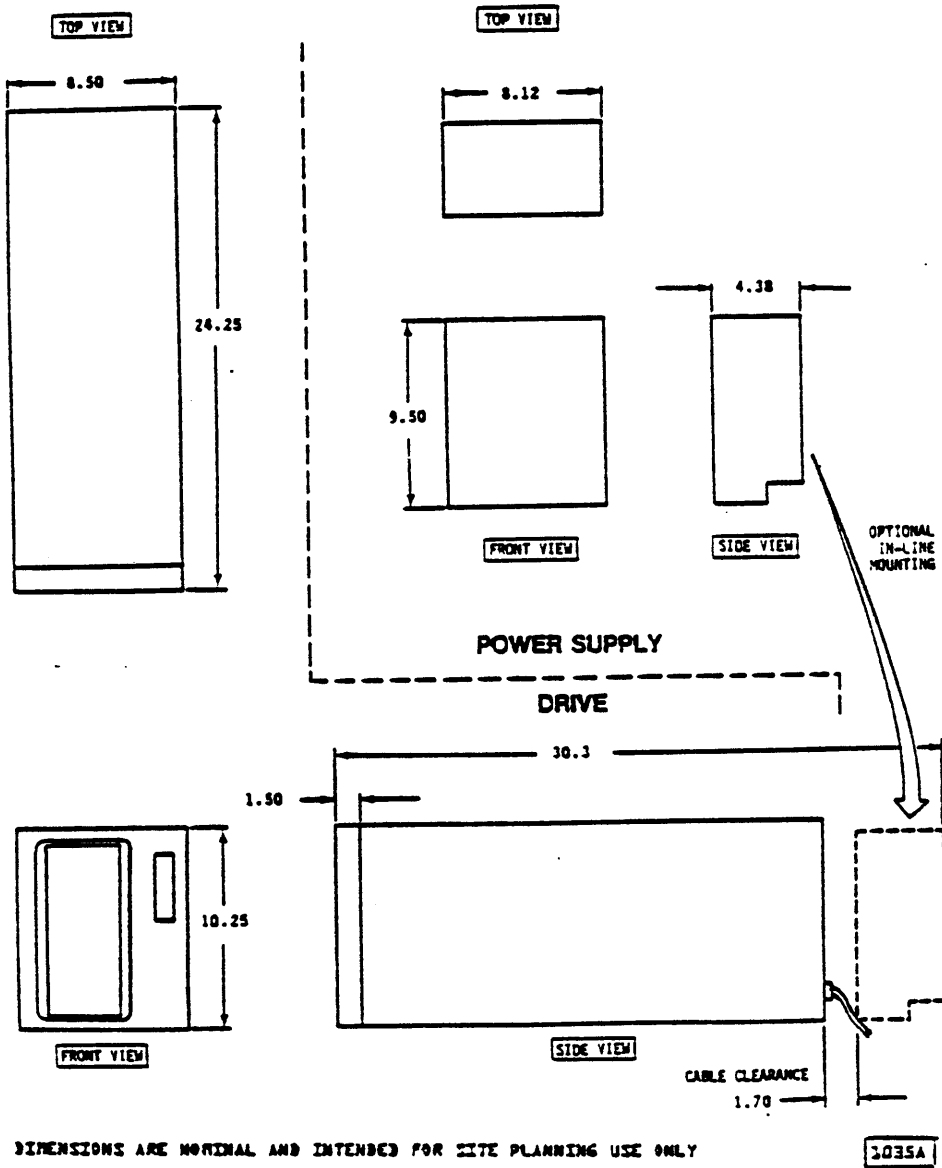 TOP VIEW
TOP VIEW
8.50
8.12
24.25
4.38
9.50
FRONT VIEW
SIDE VIEW
OPTIONAL
IN-LINE
MOUNTING
POWER SUPPLY
DRIVE
30.3
1.50
10.25
FRONT VIEW
SIDE VIEW
CABLE CLEARANCE
1.70
DIMENSIONS ARE NOMINAL AND INTENDED FOR SITE PLANNING USE ONLY
1035A